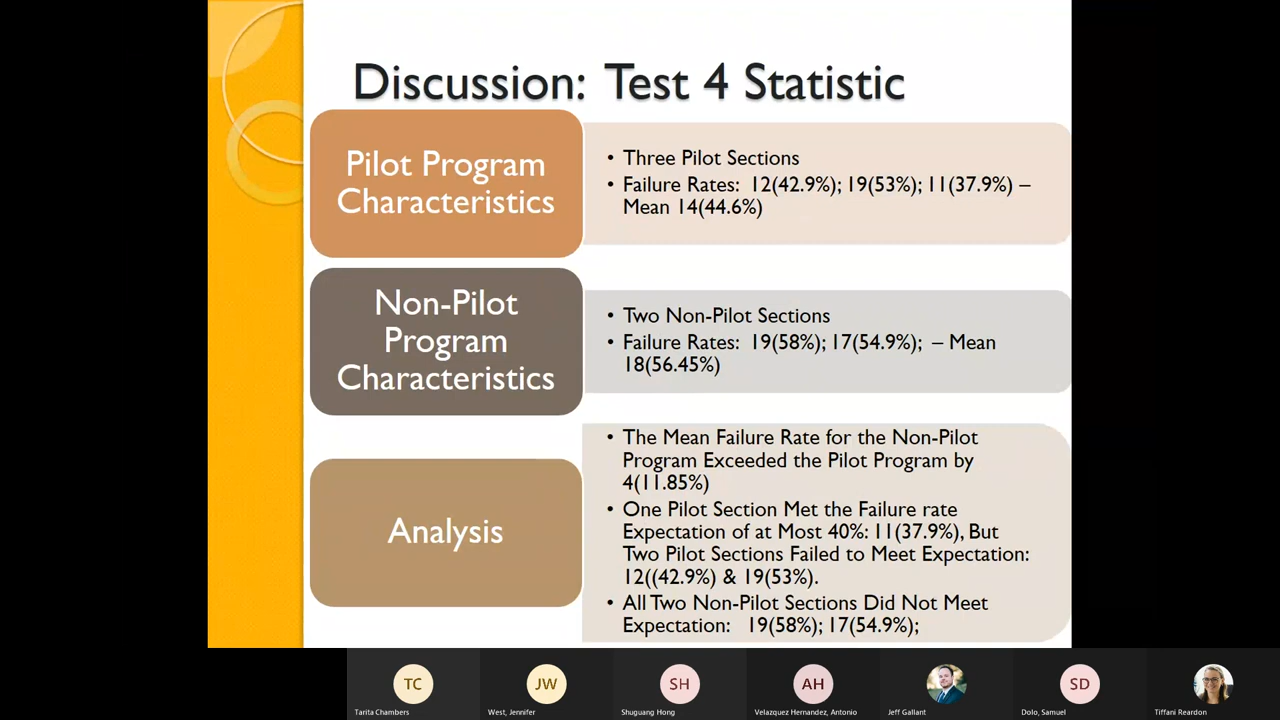 Discussion: Test 4 Statistic
Pilot Program
Characteristics
• Three Pilot Sections
• Failure Rates: 12(42.9%); 19(53%); 11(37.9%) –
Mean 14(44.6%)
Non-Pilot
Program
Characteristics
• Two Non-Pilot Sections
• Failure Rates: 19(58%); 17(54.9%); – Mean
18(56.45%)
Analysis
• The Mean Failure Rate for the Non-Pilot
Program Exceeded the Pilot Program by
4(11.85%)
• One Pilot Section Met the Failure rate
Expectation of at Most 40%: 11(37.9%), But
Two Pilot Sections Failed to Meet Expectation:
12((42.9%) & 19(53%).
• All Two Non-Pilot Sections Did Not Meet
Expectation: 19(58%); 17(54.9%);
TC
JW
SH
AH
SD
Tarita Chambers
West, Jennifer
Shuguang Hong
Velazquez Hernandez, Antonio
Jeff Gallant
Dolo, Samuel
Tiffani Reardon